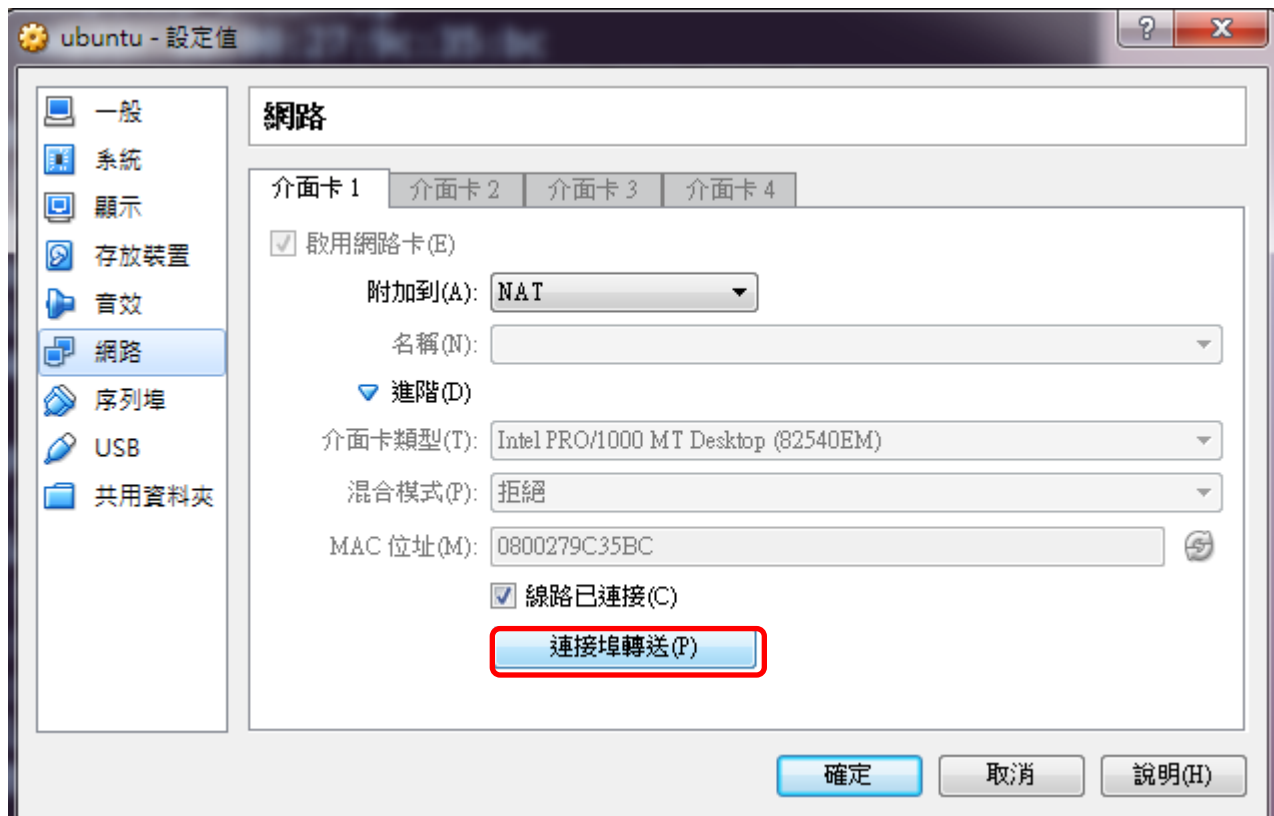 ubuntu - 設定值
一般
系統
顯示
存放裝置
音效
網路
序列埠
USB
共用資料夾
網路
介面卡 1
介面卡 2
介面卡 3
介面卡 4
啟用網路卡(E)
附加到(A): NAT
名稱(N):
進階(D)
介面卡類型(T): Intel PRO/1000 MT Desktop (82540EM)
混合模式(P): 拒絕
MAC 位址(M): 0800279C35BC
線路已連接(C)
連接埠轉送(P)
確定
取消
說明(H)